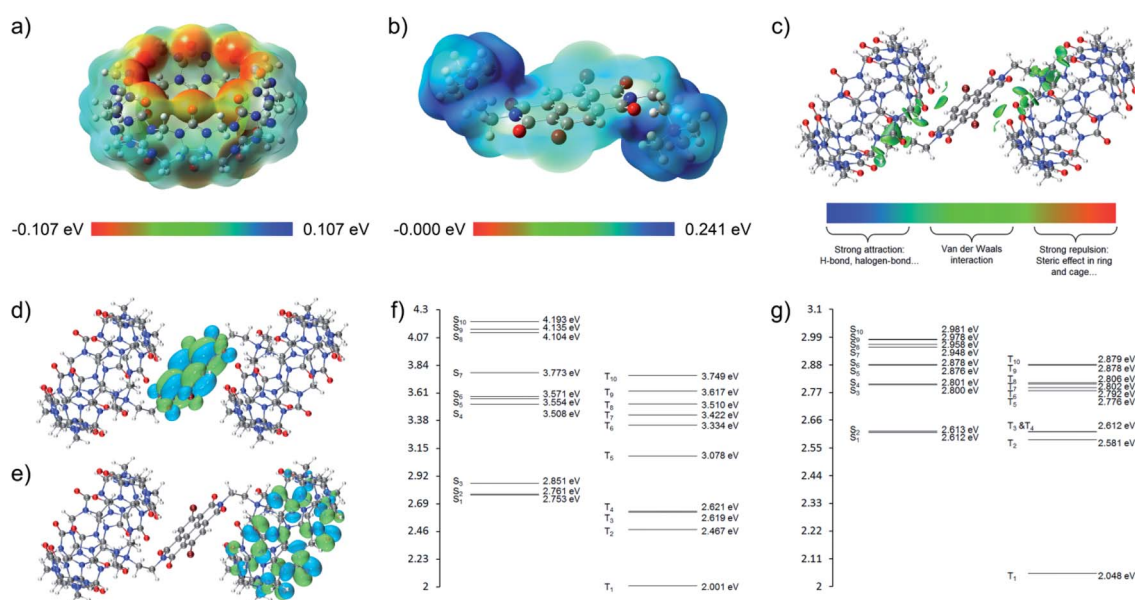 a)
-0.107 eV 0.107 eV
b)
-0.000 eV 0.241 eV
c)
Strong attraction:
H-bond, halogen-bond...
Van der Waals
interaction
Strong repulsion:
Steric effect in ring
and cage...
d)
e)
f)
4.3
4.07
3.84
3.61
3.38
3.15
2.92
2.69
2.46
2.23
2
S10 4.193 eV
S9 4.135 eV
S8 4.104 eV
S7 3.773 eV
S6 3.571 eV
S5 3.554 eV
S4 3.508 eV
S3 2.851 eV
S2 2.761 eV
S1 2.753 eV
T10 3.749 eV
T9 3.617 eV
T8 3.510 eV
T7 3.422 eV
T6 3.334 eV
T5 3.078 eV
T4 2.621 eV
T3 2.619 eV
T2 2.467 eV
T1 2.001 eV
g)
3.1
2.99
2.88
2.77
2.66
2.55
2.44
2.33
2.22
2.11
2
S10 2.981 eV
S9 2.978 eV
S8 2.958 eV
S7 2.948 eV
S6 2.878 eV
S5 2.876 eV
S4 2.801 eV
S3 2.800 eV
S2 2.613 eV
S1 2.612 eV
T10 2.879 eV
T9 2.878 eV
T8 2.806 eV
T7 2.802 eV
T6 2.792 eV
T5 2.776 eV
T3 &T4 2.612 eV
T2 2.581 eV
T1 2.048 eV